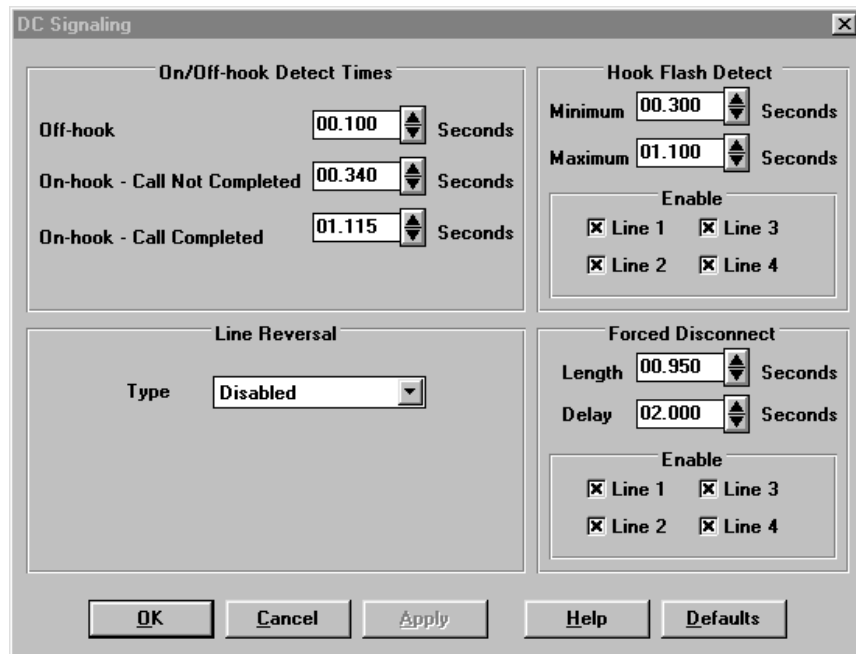 DC Signaling
On/Off-hook Detect Times
Off-hook 00.100 Seconds
On-hook - Call Not Completed 00.340 Seconds
On-hook - Call Completed 01.115 Seconds
Hook Flash Detect
Minimum 00.300 Seconds
Maximum 01.100 Seconds
Enable
Line 1 Line 3
Line 2 Line 4
Line Reversal
Type Disabled
Forced Disconnect
Length 00.950 Seconds
Delay 02.000 Seconds
Enable
Line 1 Line 3
Line 2 Line 4
OK Cancel Apply Help Defaults